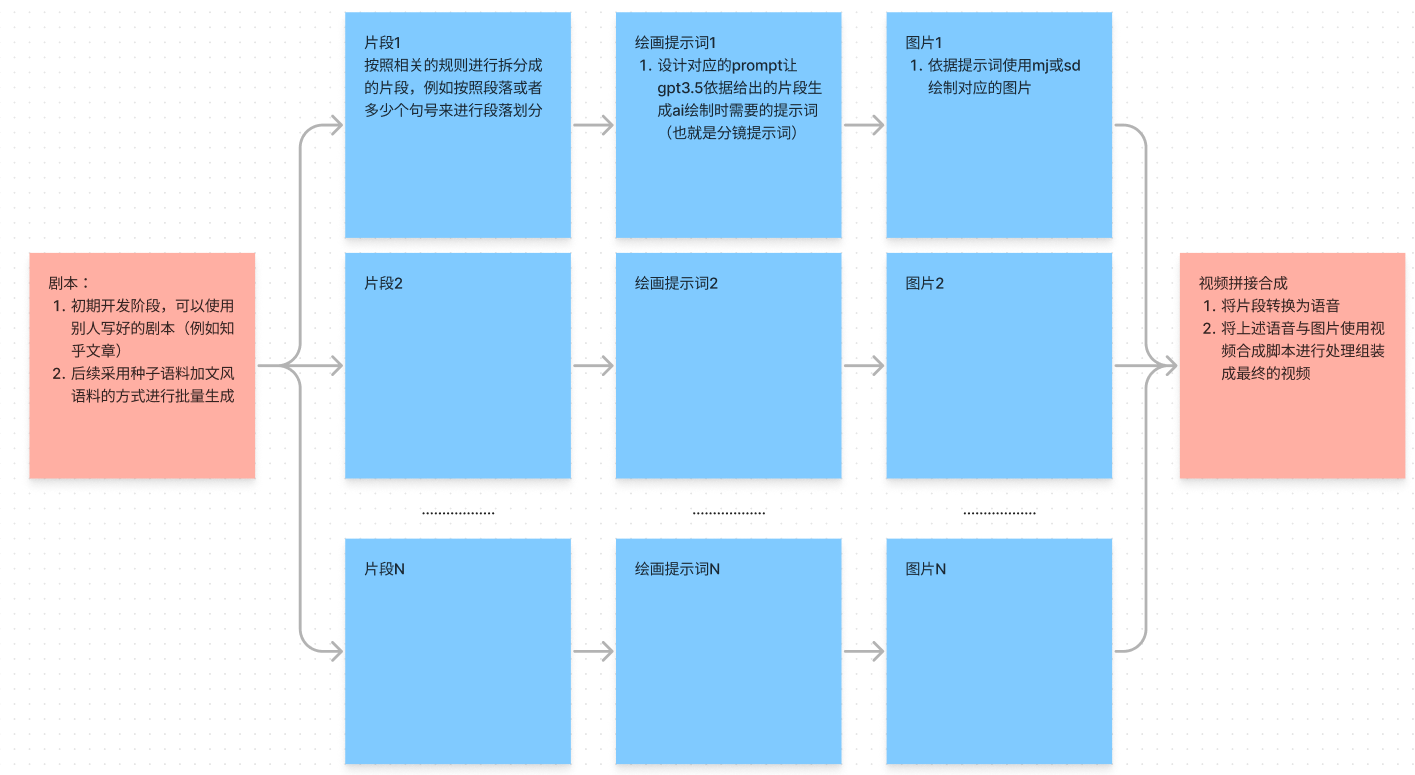 片段1
按照相关的规则进行拆分成
的片段，例如按照段落或者
多少个句号来进行段落划分
绘画提示词1
1. 设计对应的prompt让
gpt3.5依据给出的片段生
成ai绘制时需要的提示词
（也就是分镜提示词）
图片1
1. 依据提示词使用mj或sd
绘制对应的图片
剧本：
1. 初期开发阶段，可以使用
别人写好的剧本（例如知
乎文章）
2. 后续采用种子语料加文风
语料的方式进行批量生成
片段2
绘画提示词2
图片2
视频拼接合成
1. 将片段转换为语音
2. 将上述语音与图片使用视
频合成脚本进行处理组装
成最终的视频
..................
..................
..................
片段N
绘画提示词N
图片N